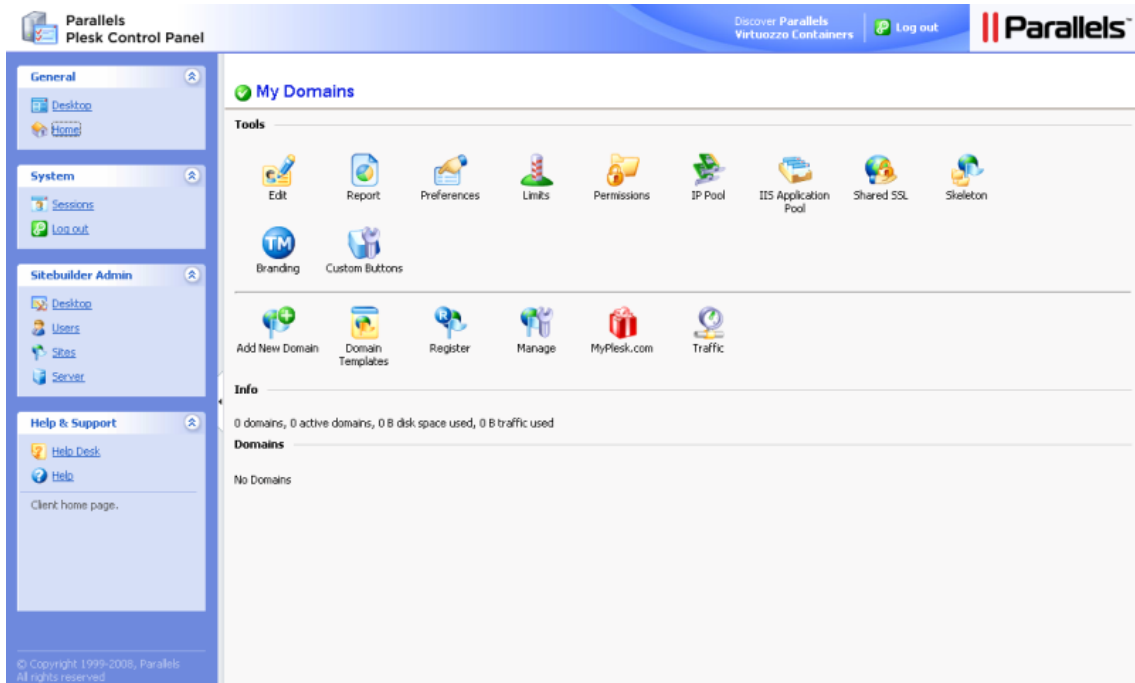 Parallels
Plesk Control Panel
Discover Parallels
Virtuozzo Containers
Log out
Parallels™
General
Desktop
Home
System
Sessions
Log out
Sitebuilder Admin
Desktop
Users
Sites
Server
Help & Support
Help Desk
Help
Client home page.
© Copyright 1999-2008, Parallels
All rights reserved
My Domains
Tools
Edit
Report
Preferences
Limits
Permissions
IP Pool
IIS Application
Pool
Shared SSL
Skeleton
TM
Branding
Custom Buttons
Add New Domain
Domain
Templates
R
Register
Manage
MyPlesk.com
Traffic
Info
0 domains, 0 active domains, 0 B disk space used, 0 B traffic used
Domains
No Domains